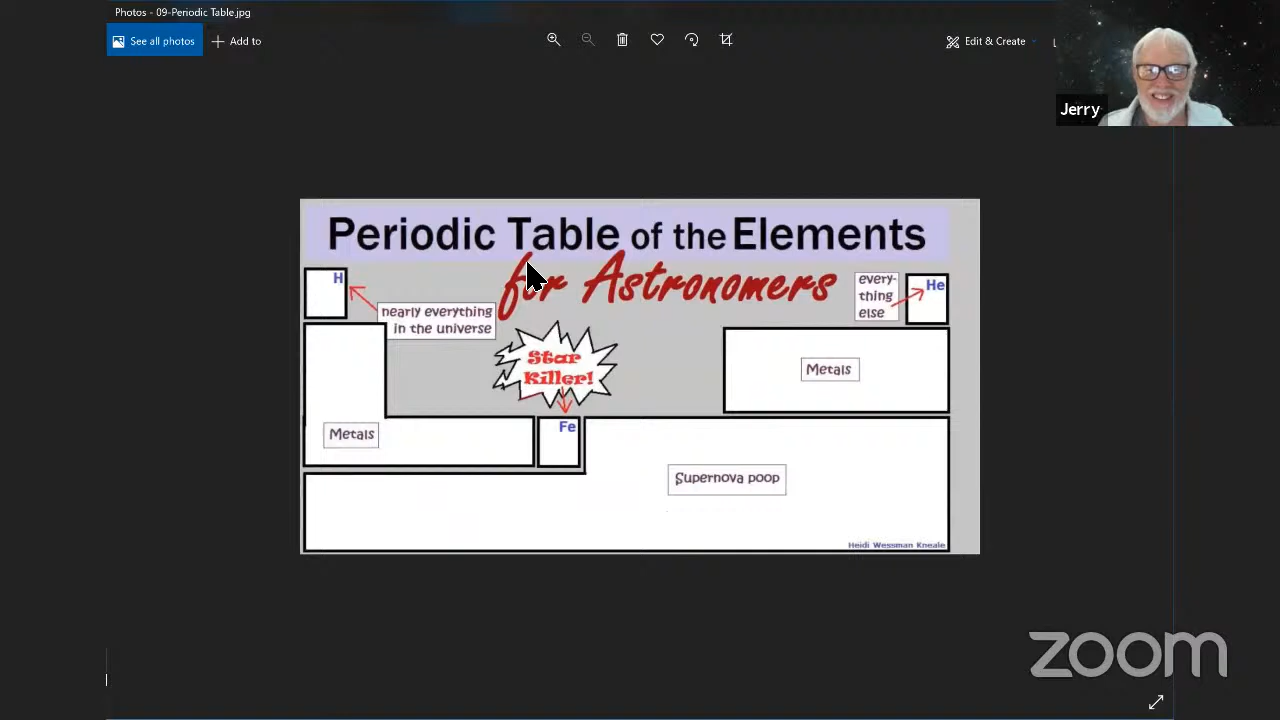 Photos - 09-Periodic Table.jpg
See all photos
Add to
Edit & Create
Jerry
Periodic Table of the Elements
for Astronomers
H
nearly everything
in the universe
every-
thing
else
He
Star
Killer!
Metals
Metals
Fe
Supernova poop
Heidi Wessman Kneale
zoom